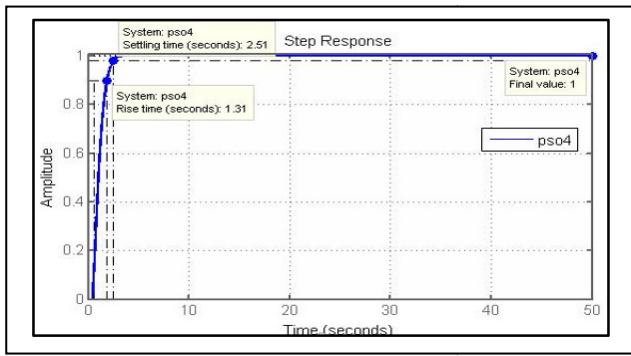 System: pso4
Settling time (seconds): 2.51
Step Response
System: pso4
Final value: 1
System: pso4
Rise time (seconds): 1.31
pso4
Amplitude
1
0.8
0.6
0.4
0.2
0
0
10
20
30
40
50
Time (seconds)